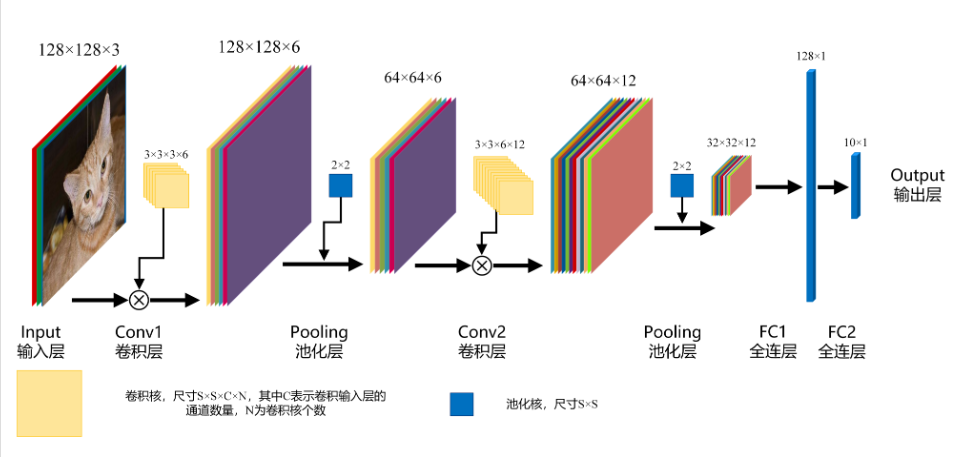 128×128×3
128×128×6
64×64×6
64×64×12
128×1
3×3×3×6
2×2
3×3×6×12
2×2
32×32×12
10×1
Output
输出层
Input
输入层
Conv1
卷积层
Pooling
池化层
Conv2
卷积层
Pooling
池化层
FC1
全连层
FC2
全连层
卷积核，尺寸S×S×C×N，其中C表示卷积输入层的
通道数量，N为卷积核个数
池化核，尺寸S×S